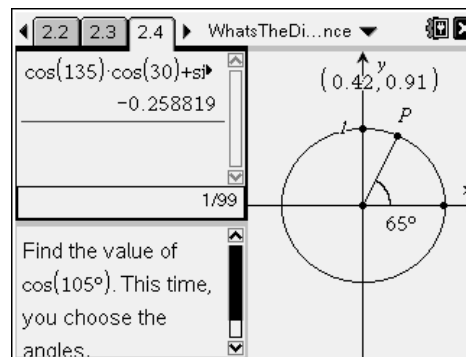 2.2 2.3 2.4 WhatsTheDi...nce
cos(135)·cos(30)+si
-0.258819
1/99
Find the value of
cos(105°). This time,
you choose the
angles.
y
(0.42,0.91)
P
1
65°
x